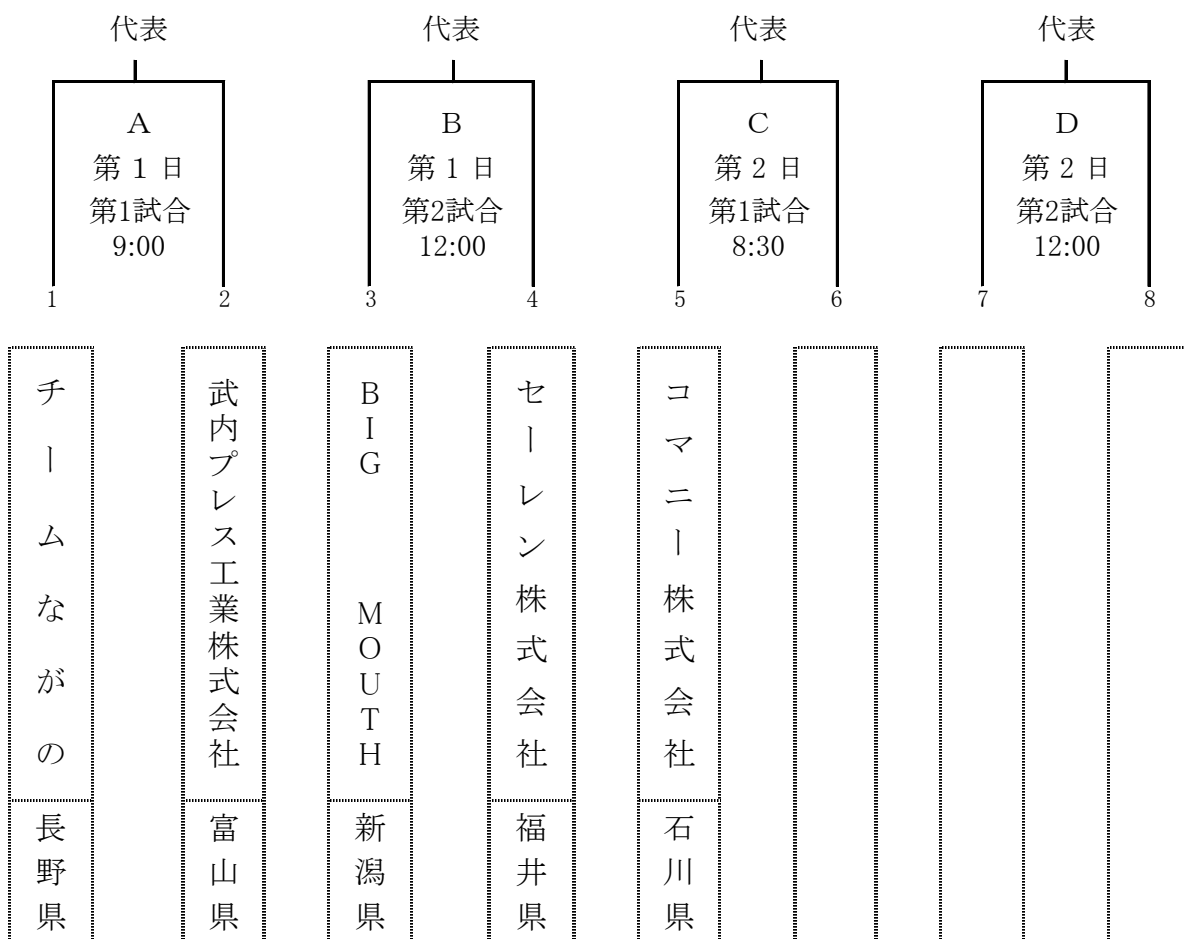 代表
代表
代表
代表
A
第 1 日
第1試合
9:00
B
第 1 日
第2試合
12:00
C
第 2 日
第1試合
8:30
D
第 2 日
第2試合
12:00
1
2
3
4
5
6
7
8
チームながの
長野県
武内プレス工業株式会社
富山県
BIG MOUTH
新潟県
セーレン株式会社
福井県
コマニー株式会社
石川県